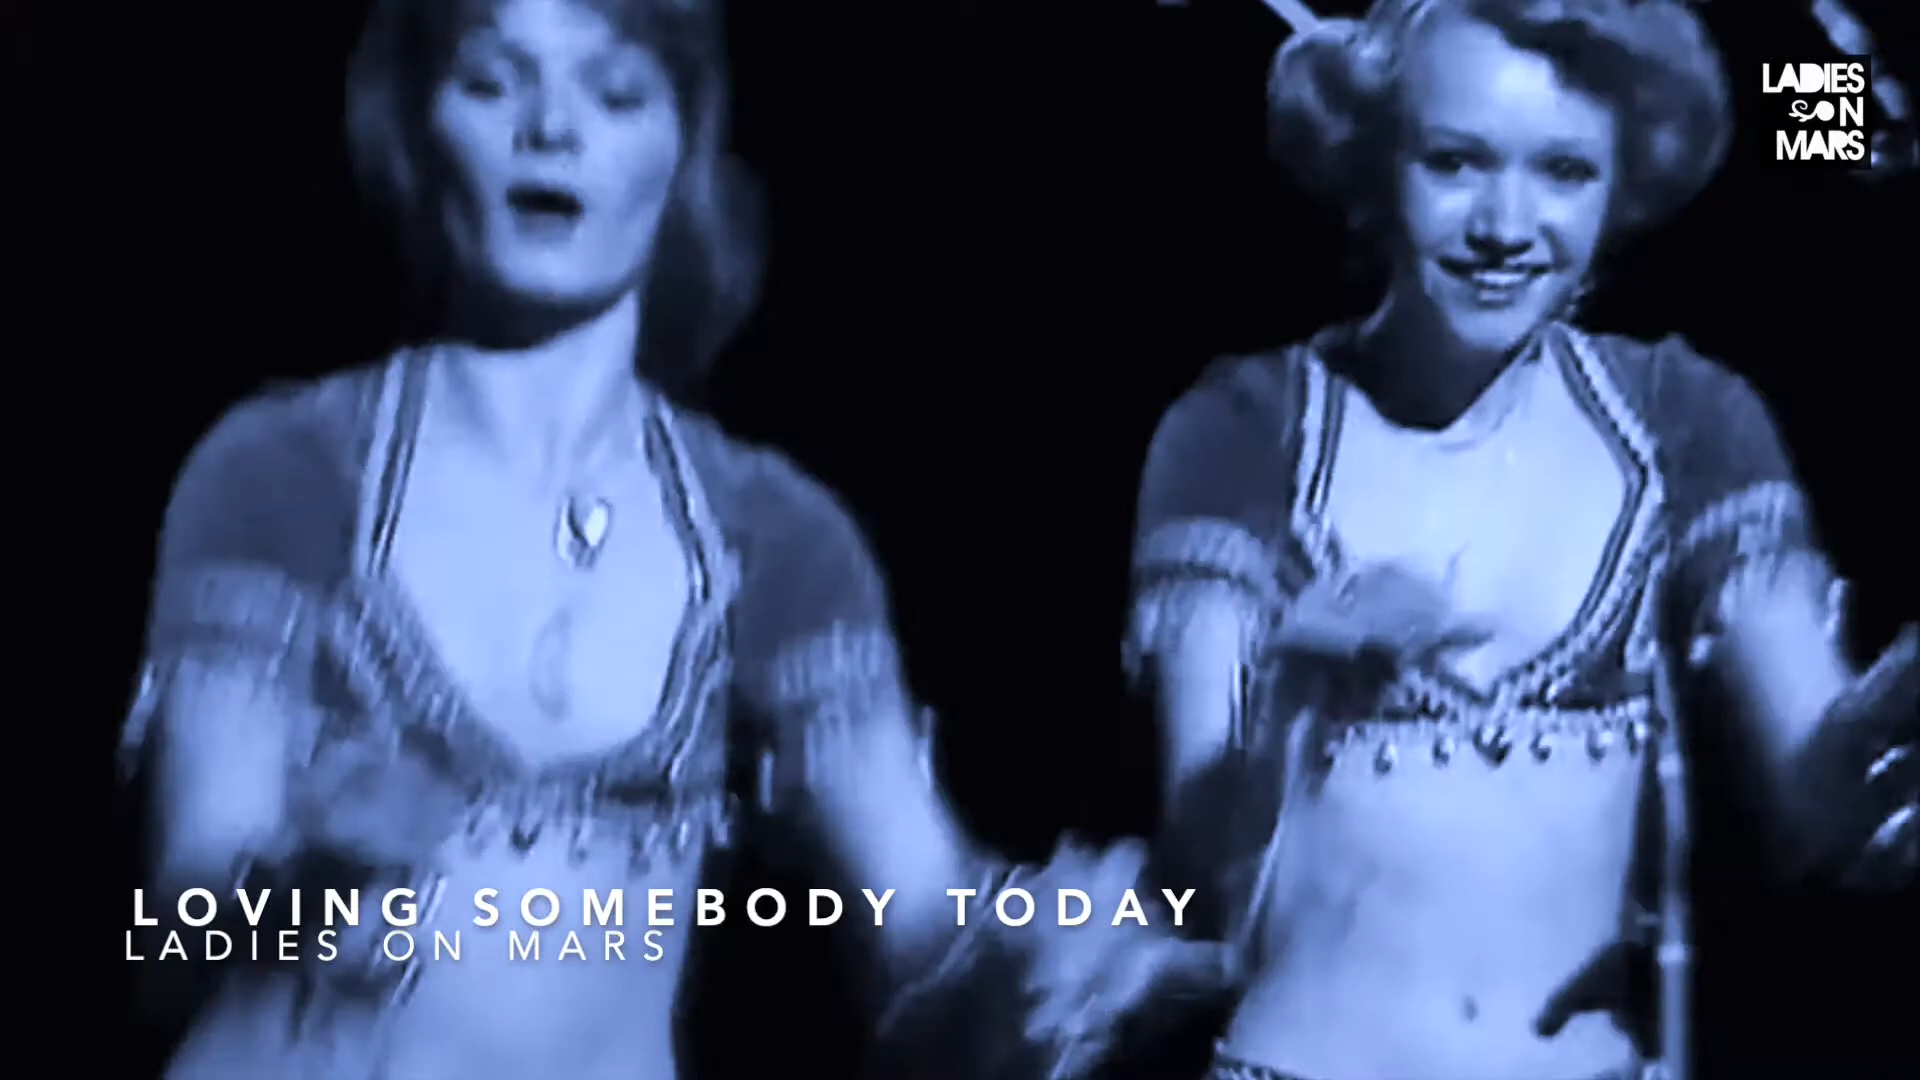 LADIES
ON
MARS
LOVING SOMEBODY TODAY
LADIES ON MARS